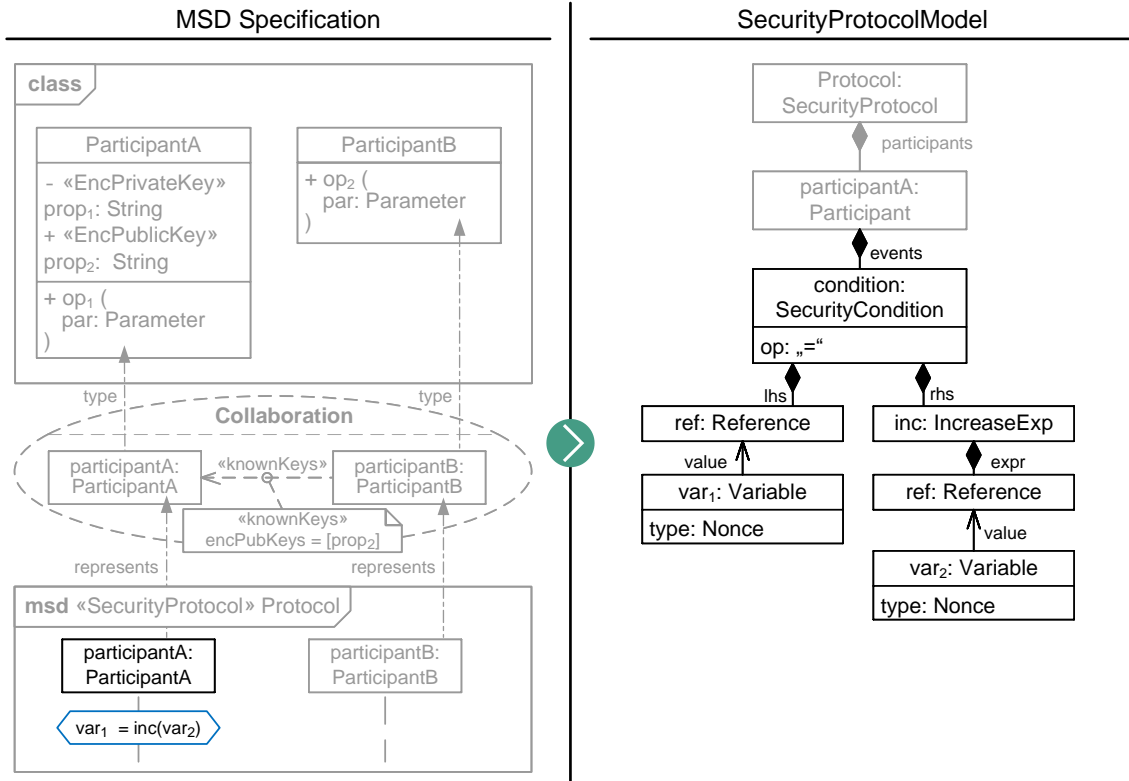 MSD Specification
SecurityProtocolModel
class
ParticipantA
- «EncPrivateKey»
prop₁: String
+ «EncPublicKey»
prop₂: String
+ op₁ (
par: Parameter
)
ParticipantB
+ op₂ (
par: Parameter
)
type
type
Collaboration
participantA:
ParticipantA
«knownKeys»
participantB:
ParticipantB
«knownKeys»
encPubKeys = [prop₂]
represents
represents
msd «SecurityProtocol» Protocol
participantA:
ParticipantA
participantB:
ParticipantB
var₁ = inc(var₂)
Protocol:
SecurityProtocol
participants
participantA:
Participant
events
condition:
SecurityCondition
op: „=“
lhs
rhs
ref: Reference
inc: IncreaseExp
value
expr
var₁: Variable
type: Nonce
ref: Reference
value
var₂: Variable
type: Nonce